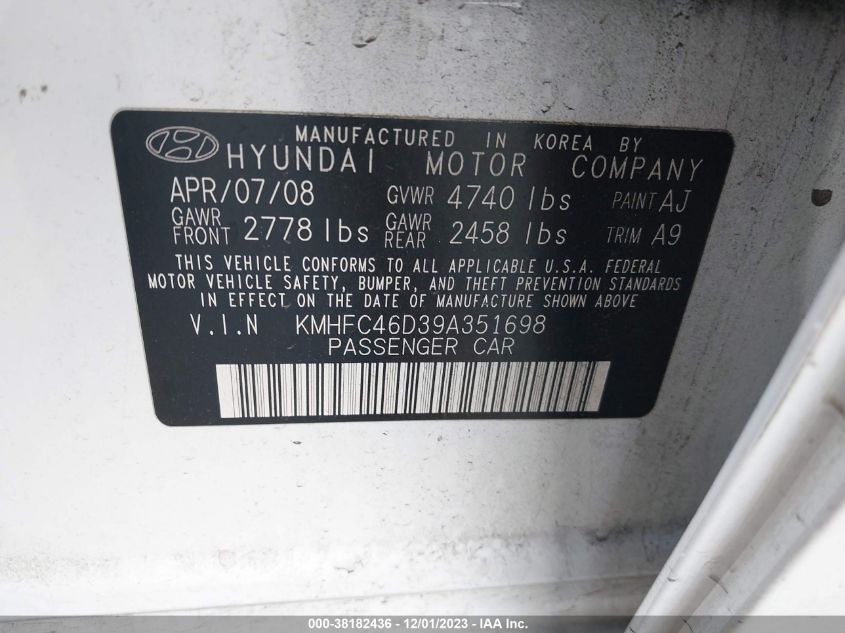 MANUFACTURED IN KOREA BY
HYUNDAI MOTOR COMPANY
APR/07/08 GVWR 4740 lbs PAINT AJ
GAWR FRONT 2778 lbs GAWR REAR 2458 lbs TRIM A9
THIS VEHICLE CONFORMS TO ALL APPLICABLE U.S.A. FEDERAL
MOTOR VEHICLE SAFETY, BUMPER, AND THEFT PREVENTION STANDARDS
IN EFFECT ON THE DATE OF MANUFACTURE SHOWN ABOVE
V.I.N KMHFC46D39A351698
PASSENGER CAR
000-38182436 - 12/01/2023 - IAA Inc.